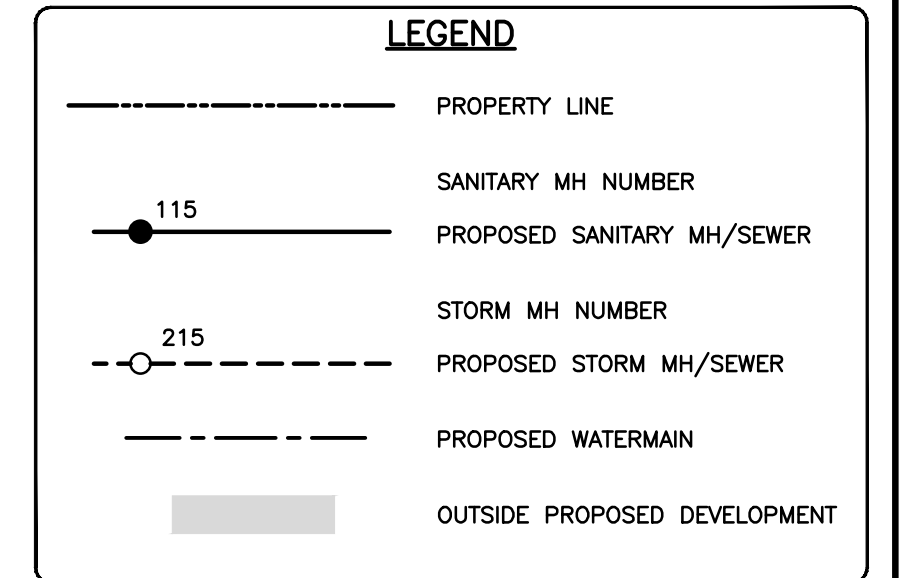 LEGEND
PROPERTY LINE
SANITARY MH NUMBER
115
PROPOSED SANITARY MH/SEWER
STORM MH NUMBER
215
PROPOSED STORM MH/SEWER
PROPOSED WATERMAIN
OUTSIDE PROPOSED DEVELOPMENT